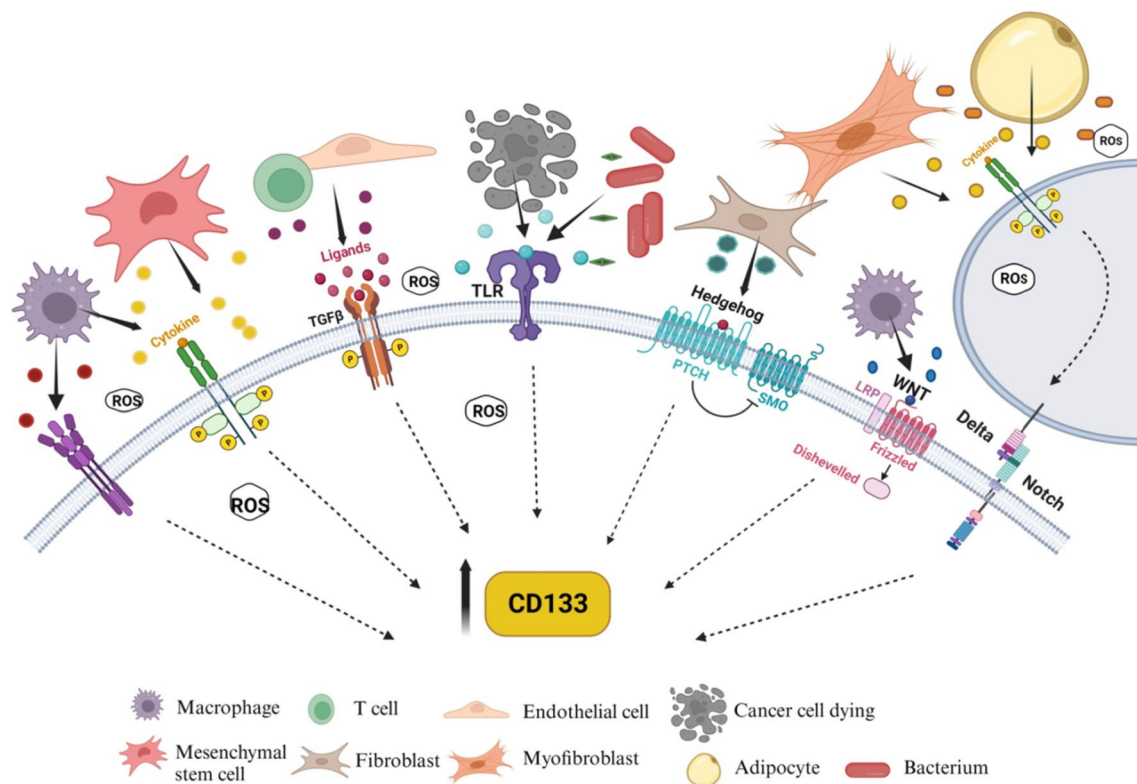 ROS
Cytokine
Ligands
ROS
TLR
TGFβ
Hedgehog
Cytokine
ROS
WNT
LRP
PTCH
SMO
Delta
Cytokine
ROS
P
P
P
P
P
P
ROS
Frizzled
Dishevelled
Notch
P
P
P
P
P
ROS
CD133
Macrophage
T cell
Endothelial cell
Cancer cell dying
Mesenchymal
stem cell
Fibroblast
Myofibroblast
Adipocyte
Bacterium